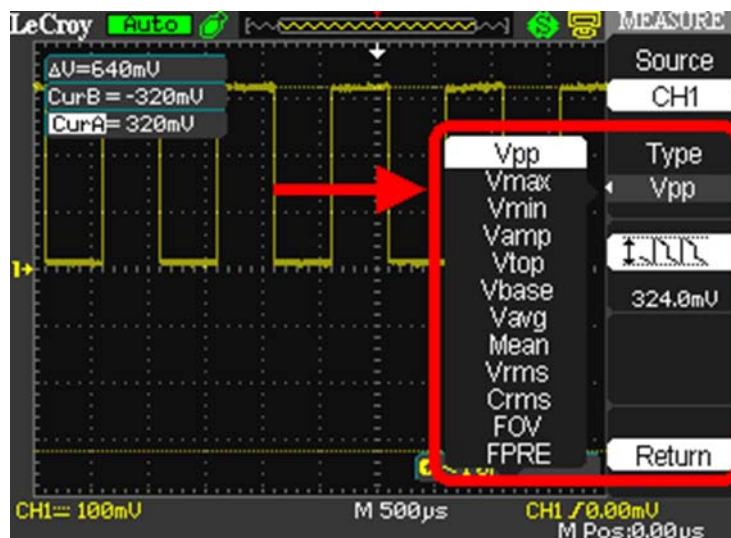 LeCroy Auto S MEASURE
ΔV=640mV
CurB = -320mV
CurA= 320mV
Source
CH1
Vpp
Vmax
Vmin
Vamp
Vtop
Vbase
Vavg
Mean
Vrms
Crms
FOV
FPRE
Type
Vpp
324.0mV
Return
1
CH1 100mV M 500µs CH1 0.00mV
M Pos:0.00µs